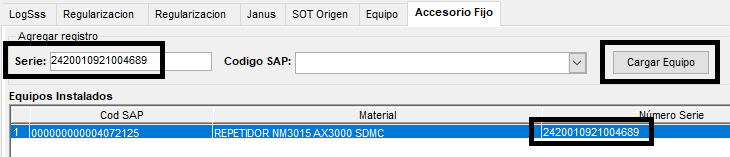 LogSss Regularizacion Regularizacion Janus SOT Origen Equipo Accesorio Fijo
Agregar registro
Serie: 2420010921004689 Codigo SAP: Cargar Equipo
Equipos Instalados
Cod SAP Material Número Serie
1 000000000004072125 REPETIDOR NM3015 AX3000 SDMC 2420010921004689